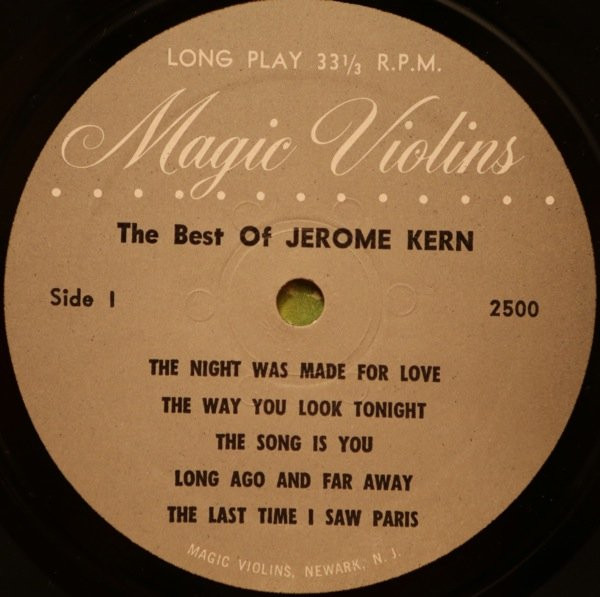 LONG PLAY 33⅓ R.P.M.
Magic Violins
The Best Of JEROME KERN
Side 1
2500
THE NIGHT WAS MADE FOR LOVE
THE WAY YOU LOOK TONIGHT
THE SONG IS YOU
LONG AGO AND FAR AWAY
THE LAST TIME I SAW PARIS
MAGIC VIOLINS, NEWARK, N. J.